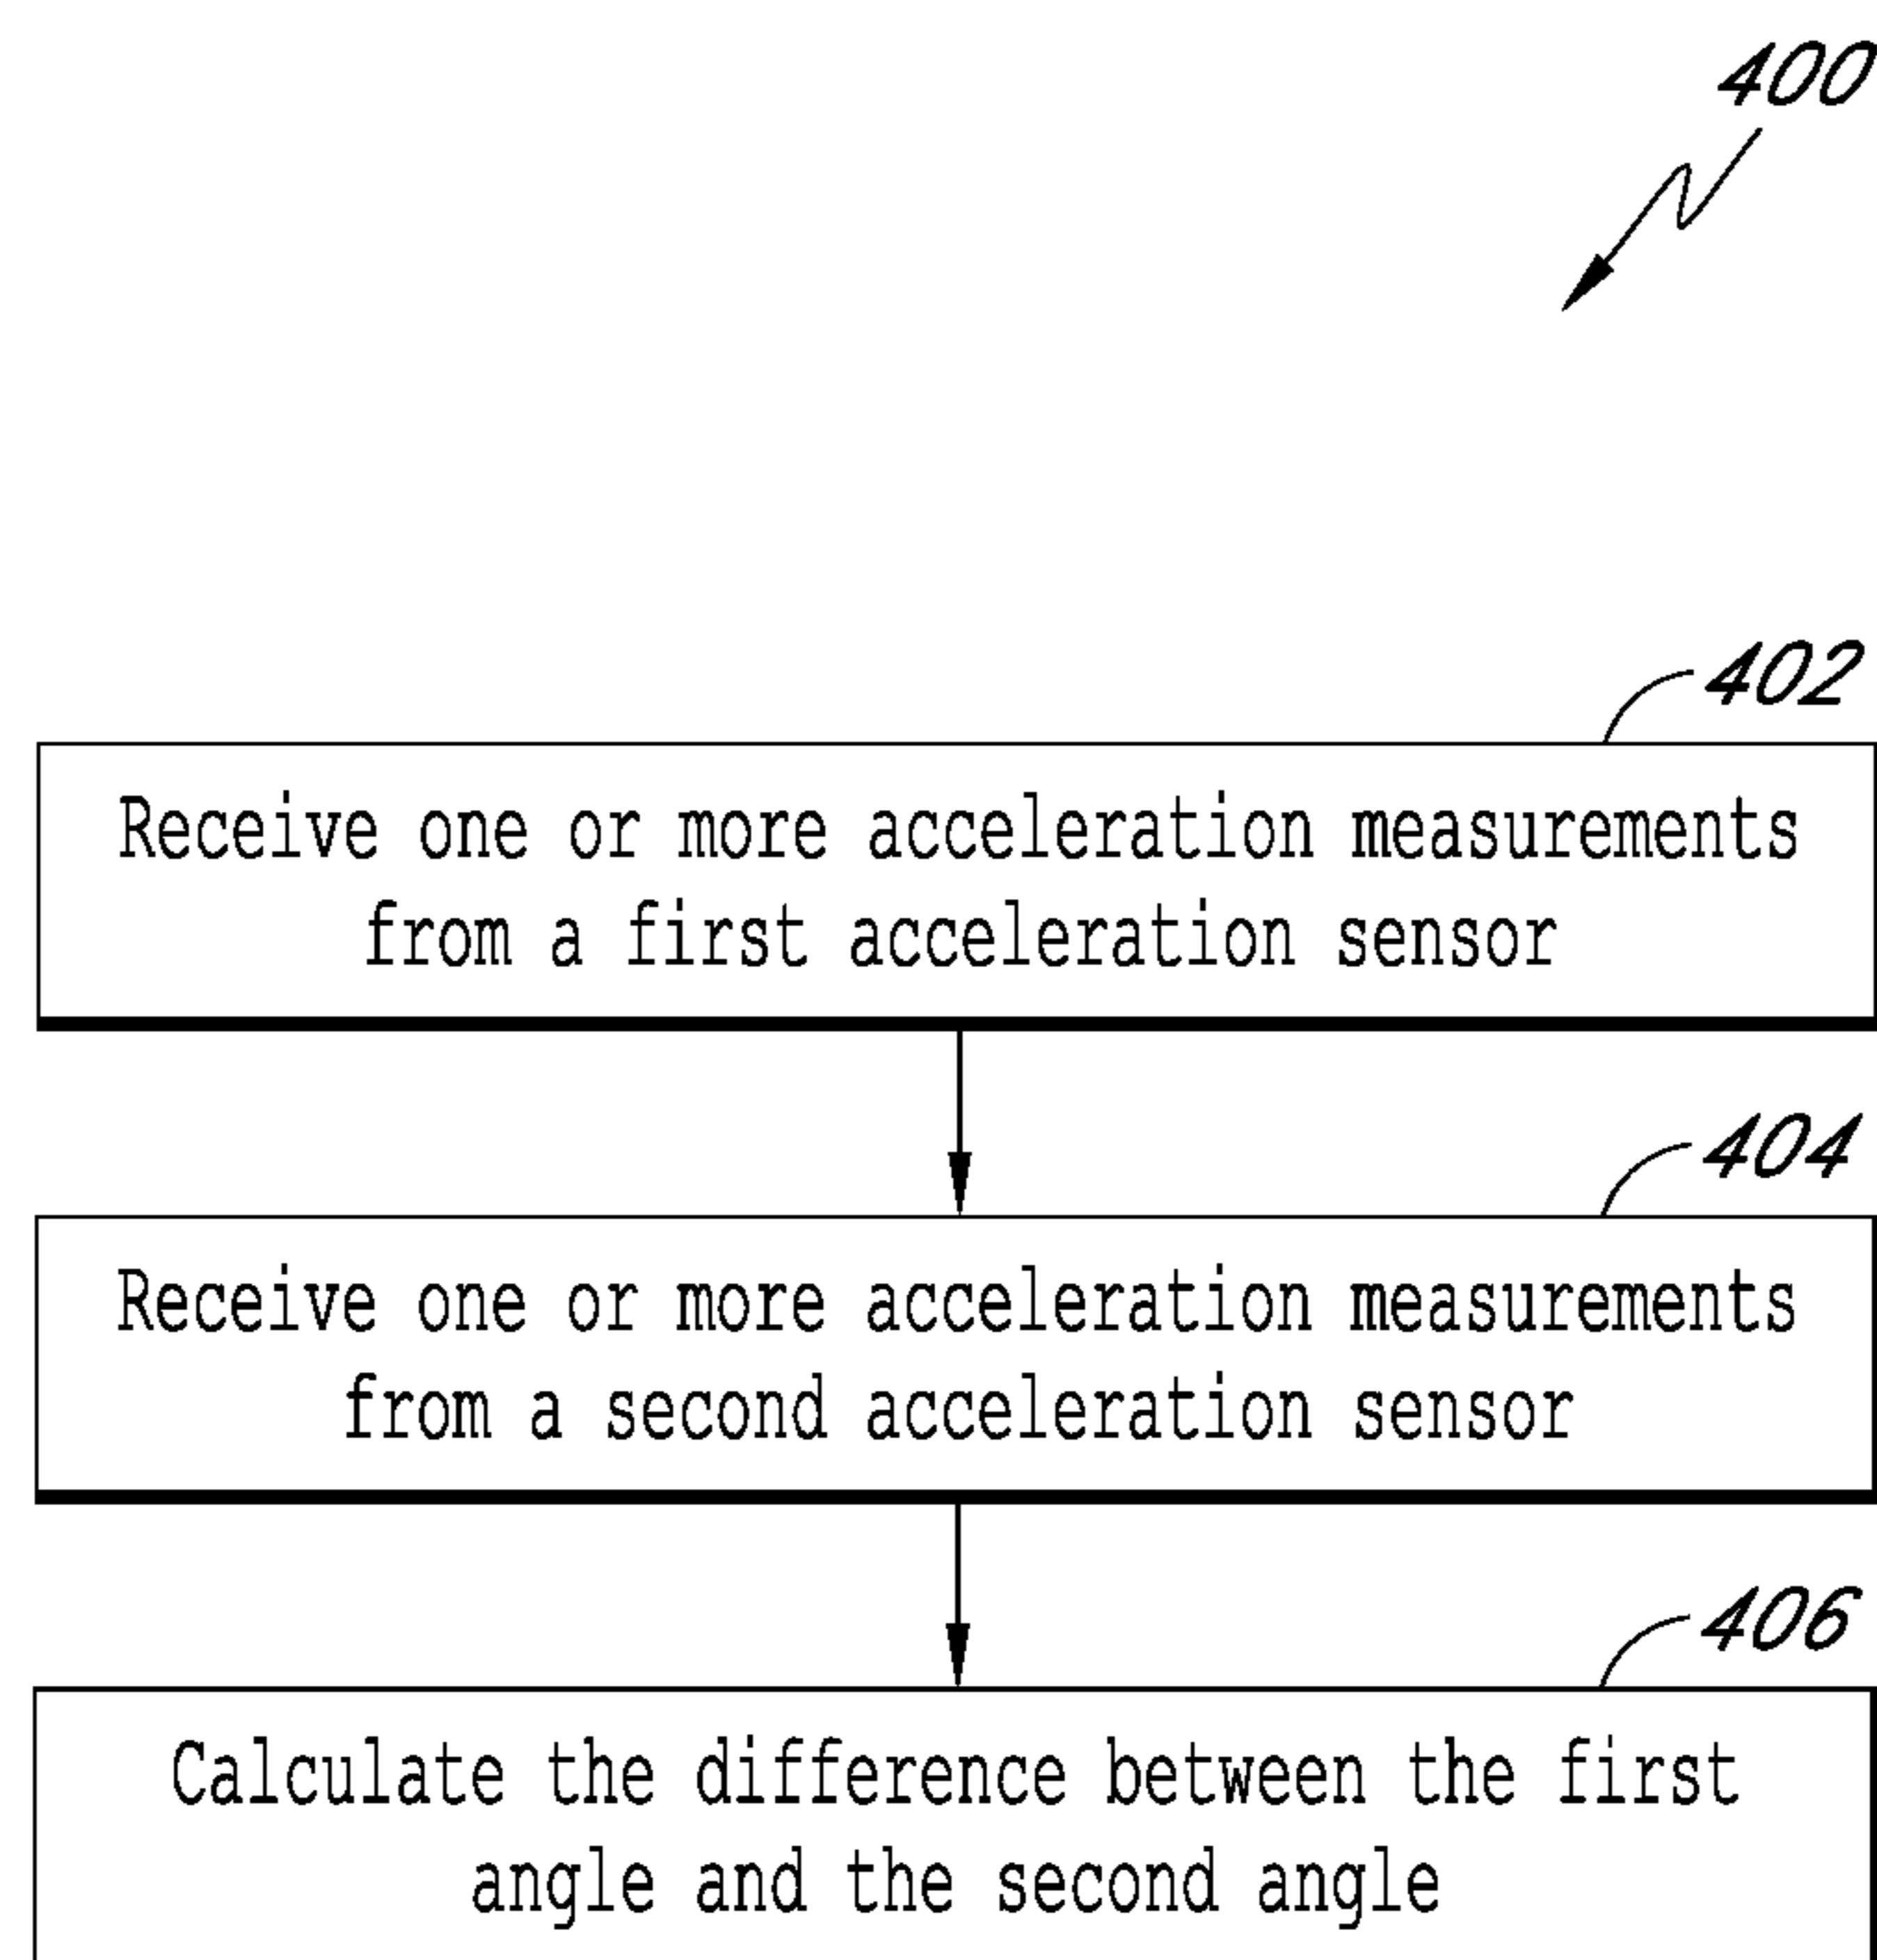 400
402
Receive one or more acceleration measurements
from a first acceleration sensor
404
Receive one or more acceleration measurements
from a second acceleration sensor
406
Calculate the difference between the first
angle and the second angle